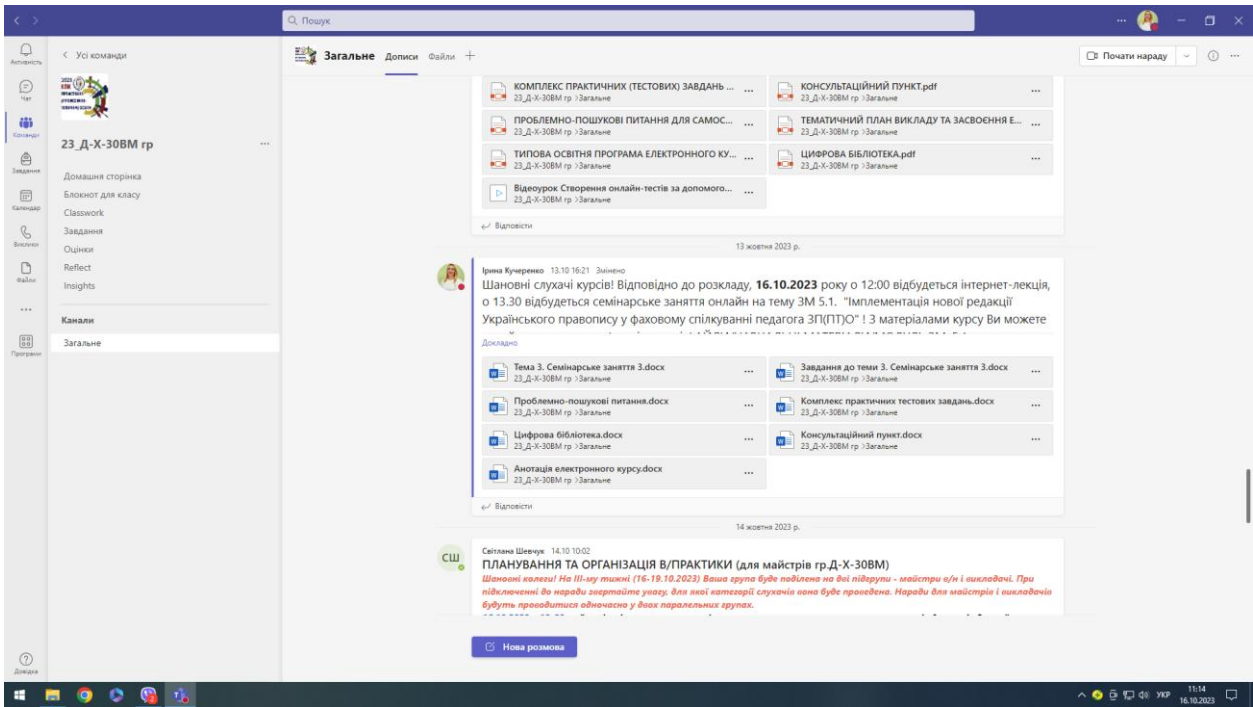 Пошук
Активність
Чат
Команди
Завдання
Календар
Виклики
Файли
Програми
Довідка
Усі команди
23_Д-Х-30ВМ гр
Домашня сторінка
Блокнот для класу
Classwork
Завдання
Оцінки
Reflect
Insights
Канали
Загальне
Загальне Дописи Файли +
Почати нараду
КОМПЛЕКС ПРАКТИЧНИХ (ТЕСТОВИХ) ЗАВДАНЬ ...
23_Д-Х-30ВМ гр >Загальне
КОНСУЛЬТАЦІЙНИЙ ПУНКТ.pdf
23_Д-Х-30ВМ гр >Загальне
ПРОБЛЕМНО-ПОШУКОВІ ПИТАННЯ ДЛЯ САМОС...
23_Д-Х-30ВМ гр >Загальне
ТЕМАТИЧНИЙ ПЛАН ВИКЛАДУ ТА ЗАСВОЄННЯ Е...
23_Д-Х-30ВМ гр >Загальне
ТИПОВА ОСВІТНЯ ПРОГРАМА ЕЛЕКТРОННОГО КУ...
23_Д-Х-30ВМ гр >Загальне
ЦИФРОВА БІБЛІОТЕКА.pdf
23_Д-Х-30ВМ гр >Загальне
Відеоурок Створення онлайн-тестів за допомого...
23_Д-Х-30ВМ гр >Загальне
Відповісти
13 жовтня 2023 р.
Ірина Кучеренко 13.10 16:21 Змінено
Шановні слухачі курсів! Відповідно до розкладу, 16.10.2023 року о 12:00 відбудеться інтернет-лекція,
о 13.30 відбудеться семінарське заняття онлайн на тему ЗМ 5.1. "Імплементація нової редакції
Українського правопису у фаховому спілкуванні педагога ЗП(ПТ)О" ! З матеріалами курсу Ви можете
Докладно
Тема 3. Семінарське заняття 3.docx
23_Д-Х-30ВМ гр >Загальне
Завдання до теми 3. Семінарське заняття 3.docx
23_Д-Х-30ВМ гр >Загальне
Проблемно-пошукові питання.docx
23_Д-Х-30ВМ гр >Загальне
Комплекс практичних тестових завдань.docx
23_Д-Х-30ВМ гр >Загальне
Цифрова бібліотека.docx
23_Д-Х-30ВМ гр >Загальне
Консультаційний пункт.docx
23_Д-Х-30ВМ гр >Загальне
Анотація електронного курсу.docx
23_Д-Х-30ВМ гр >Загальне
Відповісти
14 жовтня 2023 р.
СШ
Світлана Шевчук 14.10 10:02
ПЛАНУВАННЯ ТА ОРГАНІЗАЦІЯ В/ПРАКТИКИ (для майстрів гр.Д-Х-30ВМ)
Шановні колеги! На ІІІ-му тижні (16-19.10.2023) Ваша група буде поділена на дві підгрупи - майстри в/н і викладачі. При
підключенні до наради звертайте увагу, для якої категорії слухачів вона буде проведена. Наради для майстрів і викладачів
будуть проводитися одночасно у двох паралельних групах.
Нова розмова
УКР
11:14
16.10.2023